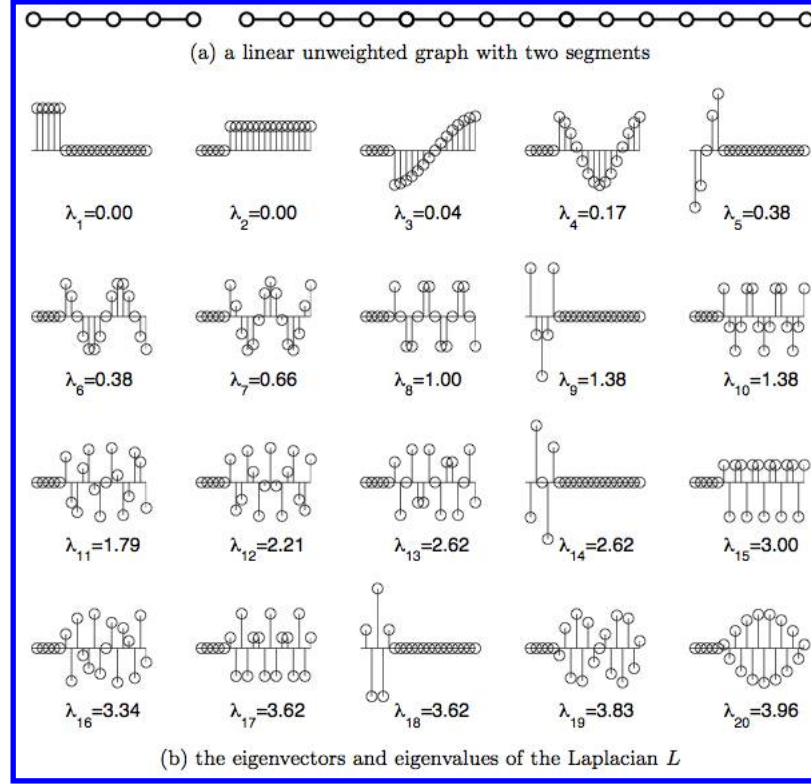 (a) a linear unweighted graph with two segments
λ1=0.00 λ2=0.00 λ3=0.04 λ4=0.17 λ5=0.38
λ6=0.38 λ7=0.66 λ8=1.00 λ9=1.38 λ10=1.38
λ11=1.79 λ12=2.21 λ13=2.62 λ14=2.62 λ15=3.00
λ16=3.34 λ17=3.62 λ18=3.62 λ19=3.83 λ20=3.96
(b) the eigenvectors and eigenvalues of the Laplacian L